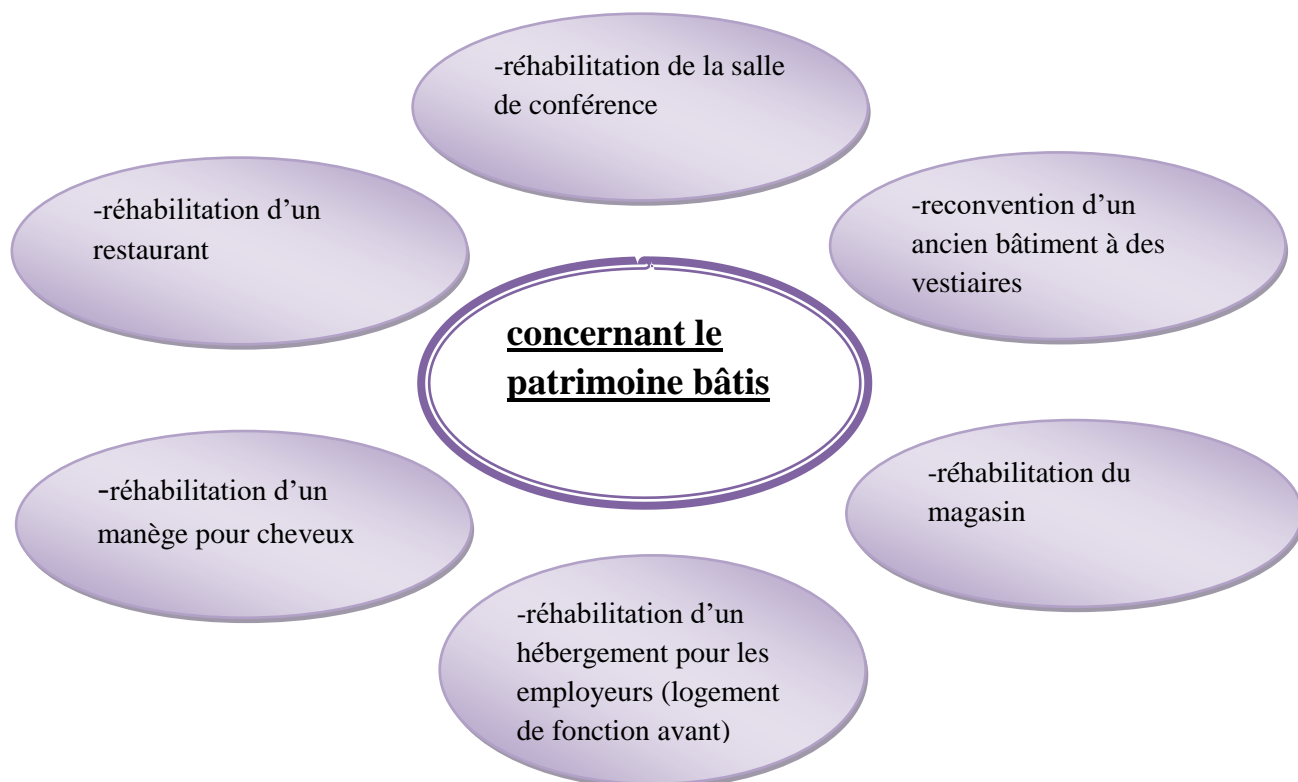 -réhabilitation de la salle
de conférence
-réhabilitation d’un
restaurant
-reconvention d’un
ancien bâtiment à des
vestiaires
concernant le
patrimoine bâtis
-réhabilitation d’un
manège pour cheveux
-réhabilitation du
magasin
-réhabilitation d’un
hébergement pour les
employeurs (logement
de fonction avant)